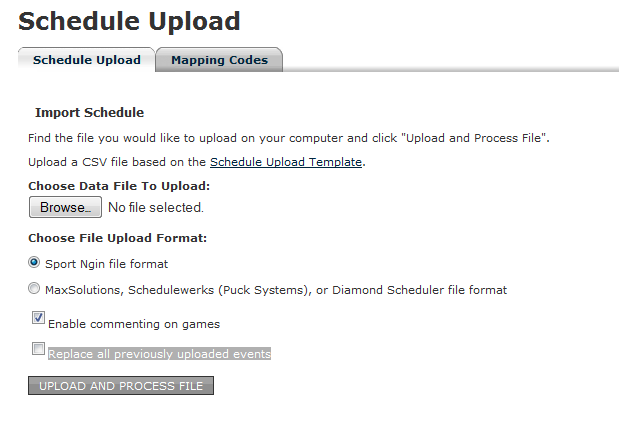 Schedule Upload
Schedule Upload
Mapping Codes
Import Schedule
Find the file you would like to upload on your computer and click "Upload and Process File".
Upload a CSV file based on the Schedule Upload Template.
Choose Data File To Upload:
Browse_ No file selected.
Choose File Upload Format:
Sport Ngin file format
MaxSolutions, Schedulewerks (Puck Systems), or Diamond Scheduler file format
Enable commenting on games
Replace all previously uploaded events
UPLOAD AND PROCESS FILE